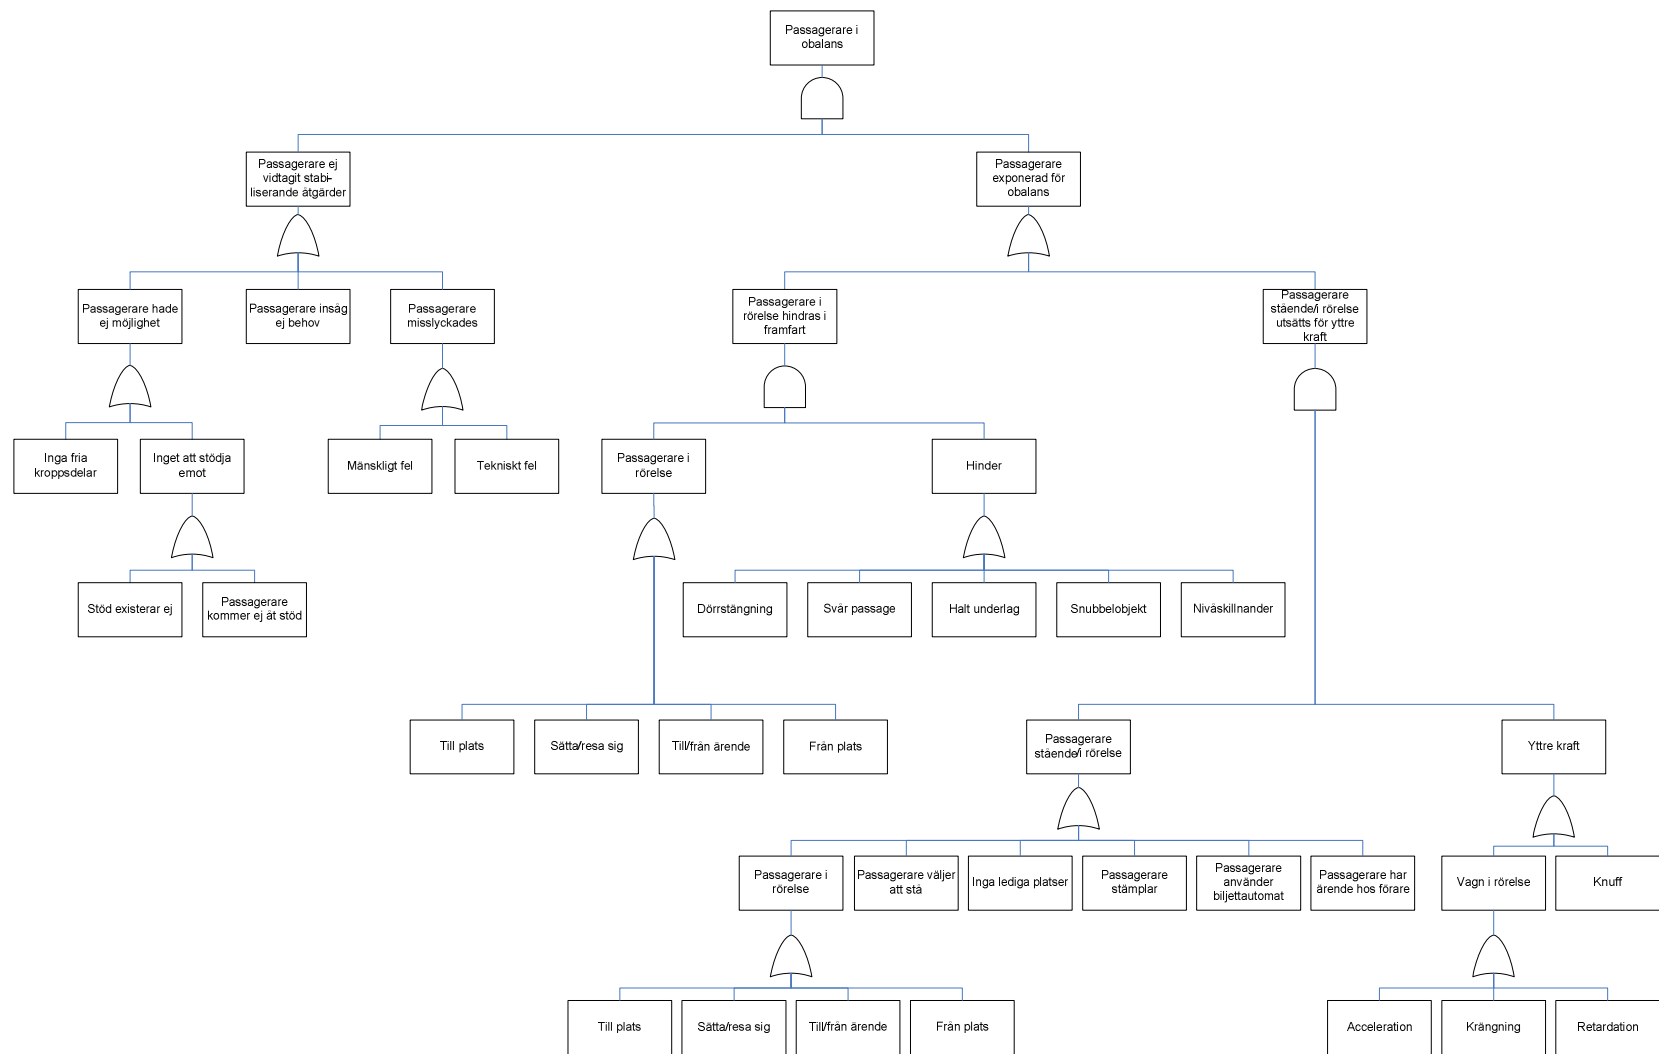 Passagerare i
obalans
Passagerare ej
vidtagit stabi-
liserande åtgärder
Passagerare
exponerad för
obalans
Passagerare hade
ej möjlighet
Passagerare insåg
ej behov
Passagerare
misslyckades
Passagerare i
rörelse hindras i
framfart
Passagerare
stående/i rörelse
utsätts för yttre
kraft
Inga fria
kroppsdelar
Inget att stödja
emot
Mänskligt fel
Tekniskt fel
Passagerare i
rörelse
Hinder
Stöd existerar ej
Passagerare
kommer ej åt stöd
Dörrstängning
Svår passage
Halt underlag
Snubbelobjekt
Nivåskillnander
Till plats
Sätta/resa sig
Till/från ärende
Från plats
Passagerare
stående/i rörelse
Yttre kraft
Passagerare i
rörelse
Passagerare väljer
att stå
Inga lediga platser
Passagerare
stämplar
Passagerare
använder
biljettautomat
Passagerare har
ärende hos förare
Vagn i rörelse
Knuff
Till plats
Sätta/resa sig
Till/från ärende
Från plats
Acceleration
Krängning
Retardation